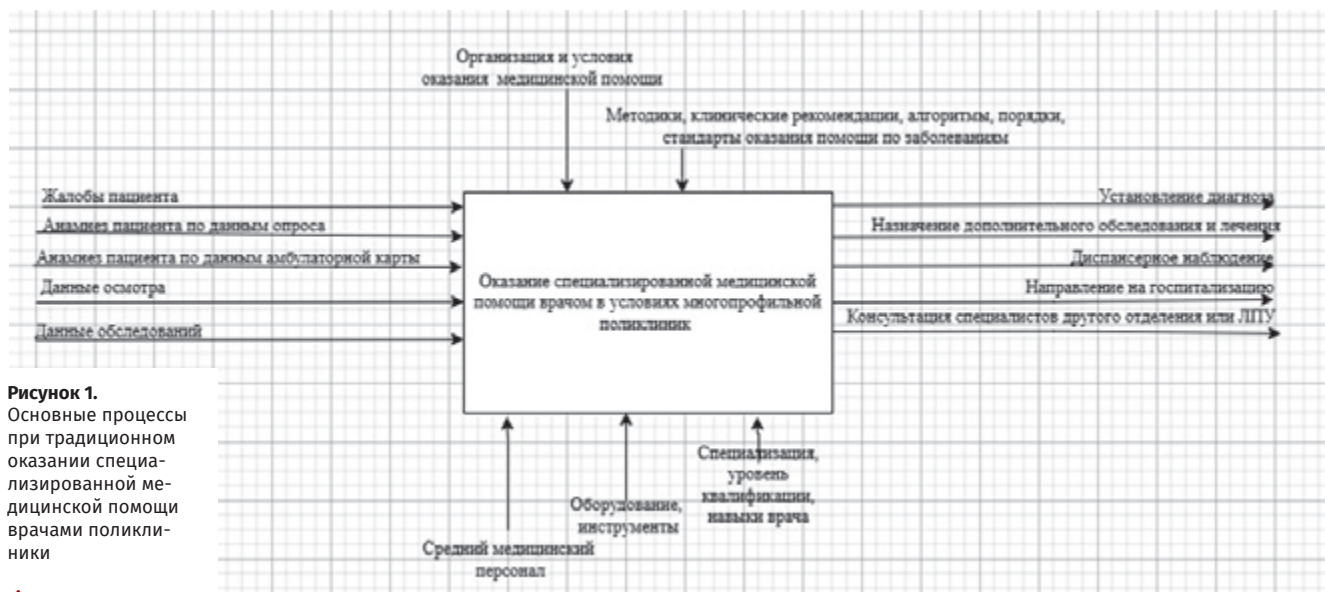 Организация и условия
оказания медицинской помощи
Методики, клинические рекомендации, алгоритмы, порядки,
стандарты оказания помощи по заболеваниям
Жалобы пациента
Анамнез пациента по данным опроса
Анамнез пациента по данным амбулаторной карты
Данные осмотра
Данные обследований
Оказание специализированной медицинской
помощи врачом в условиях многопрофильной
поликлиник
Установление диагноза
Назначение дополнительного обследования и лечения
Диспансерное наблюдение
Направление на госпитализацию
Консультация специалистов другого отделения или ЛПУ
Средний медицинский
персонал
Оборудование,
инструменты
Специализация,
уровень
квалификации,
навыки врача
Рисунок 1.
Основные процессы
при традиционном
оказании специа-
лизированной ме-
дицинской помощи
врачами поликли-
ники